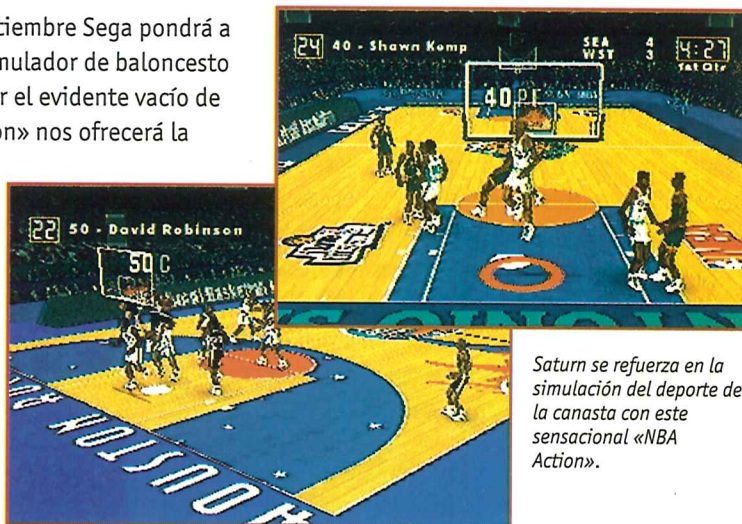 tiembre Sega pondrá a
mulador de baloncesto
r el evidente vacío de
on» nos ofrecerá la
24 40 - Shawn Kemp
SEA 4
WST 3
4:27
1st Qtr
40 PF
22 50 - David Robinson
50 C
HOUSTON
Saturn se refuerza en la
simulación del deporte de
la canasta con este
sensacional «NBA
Action».